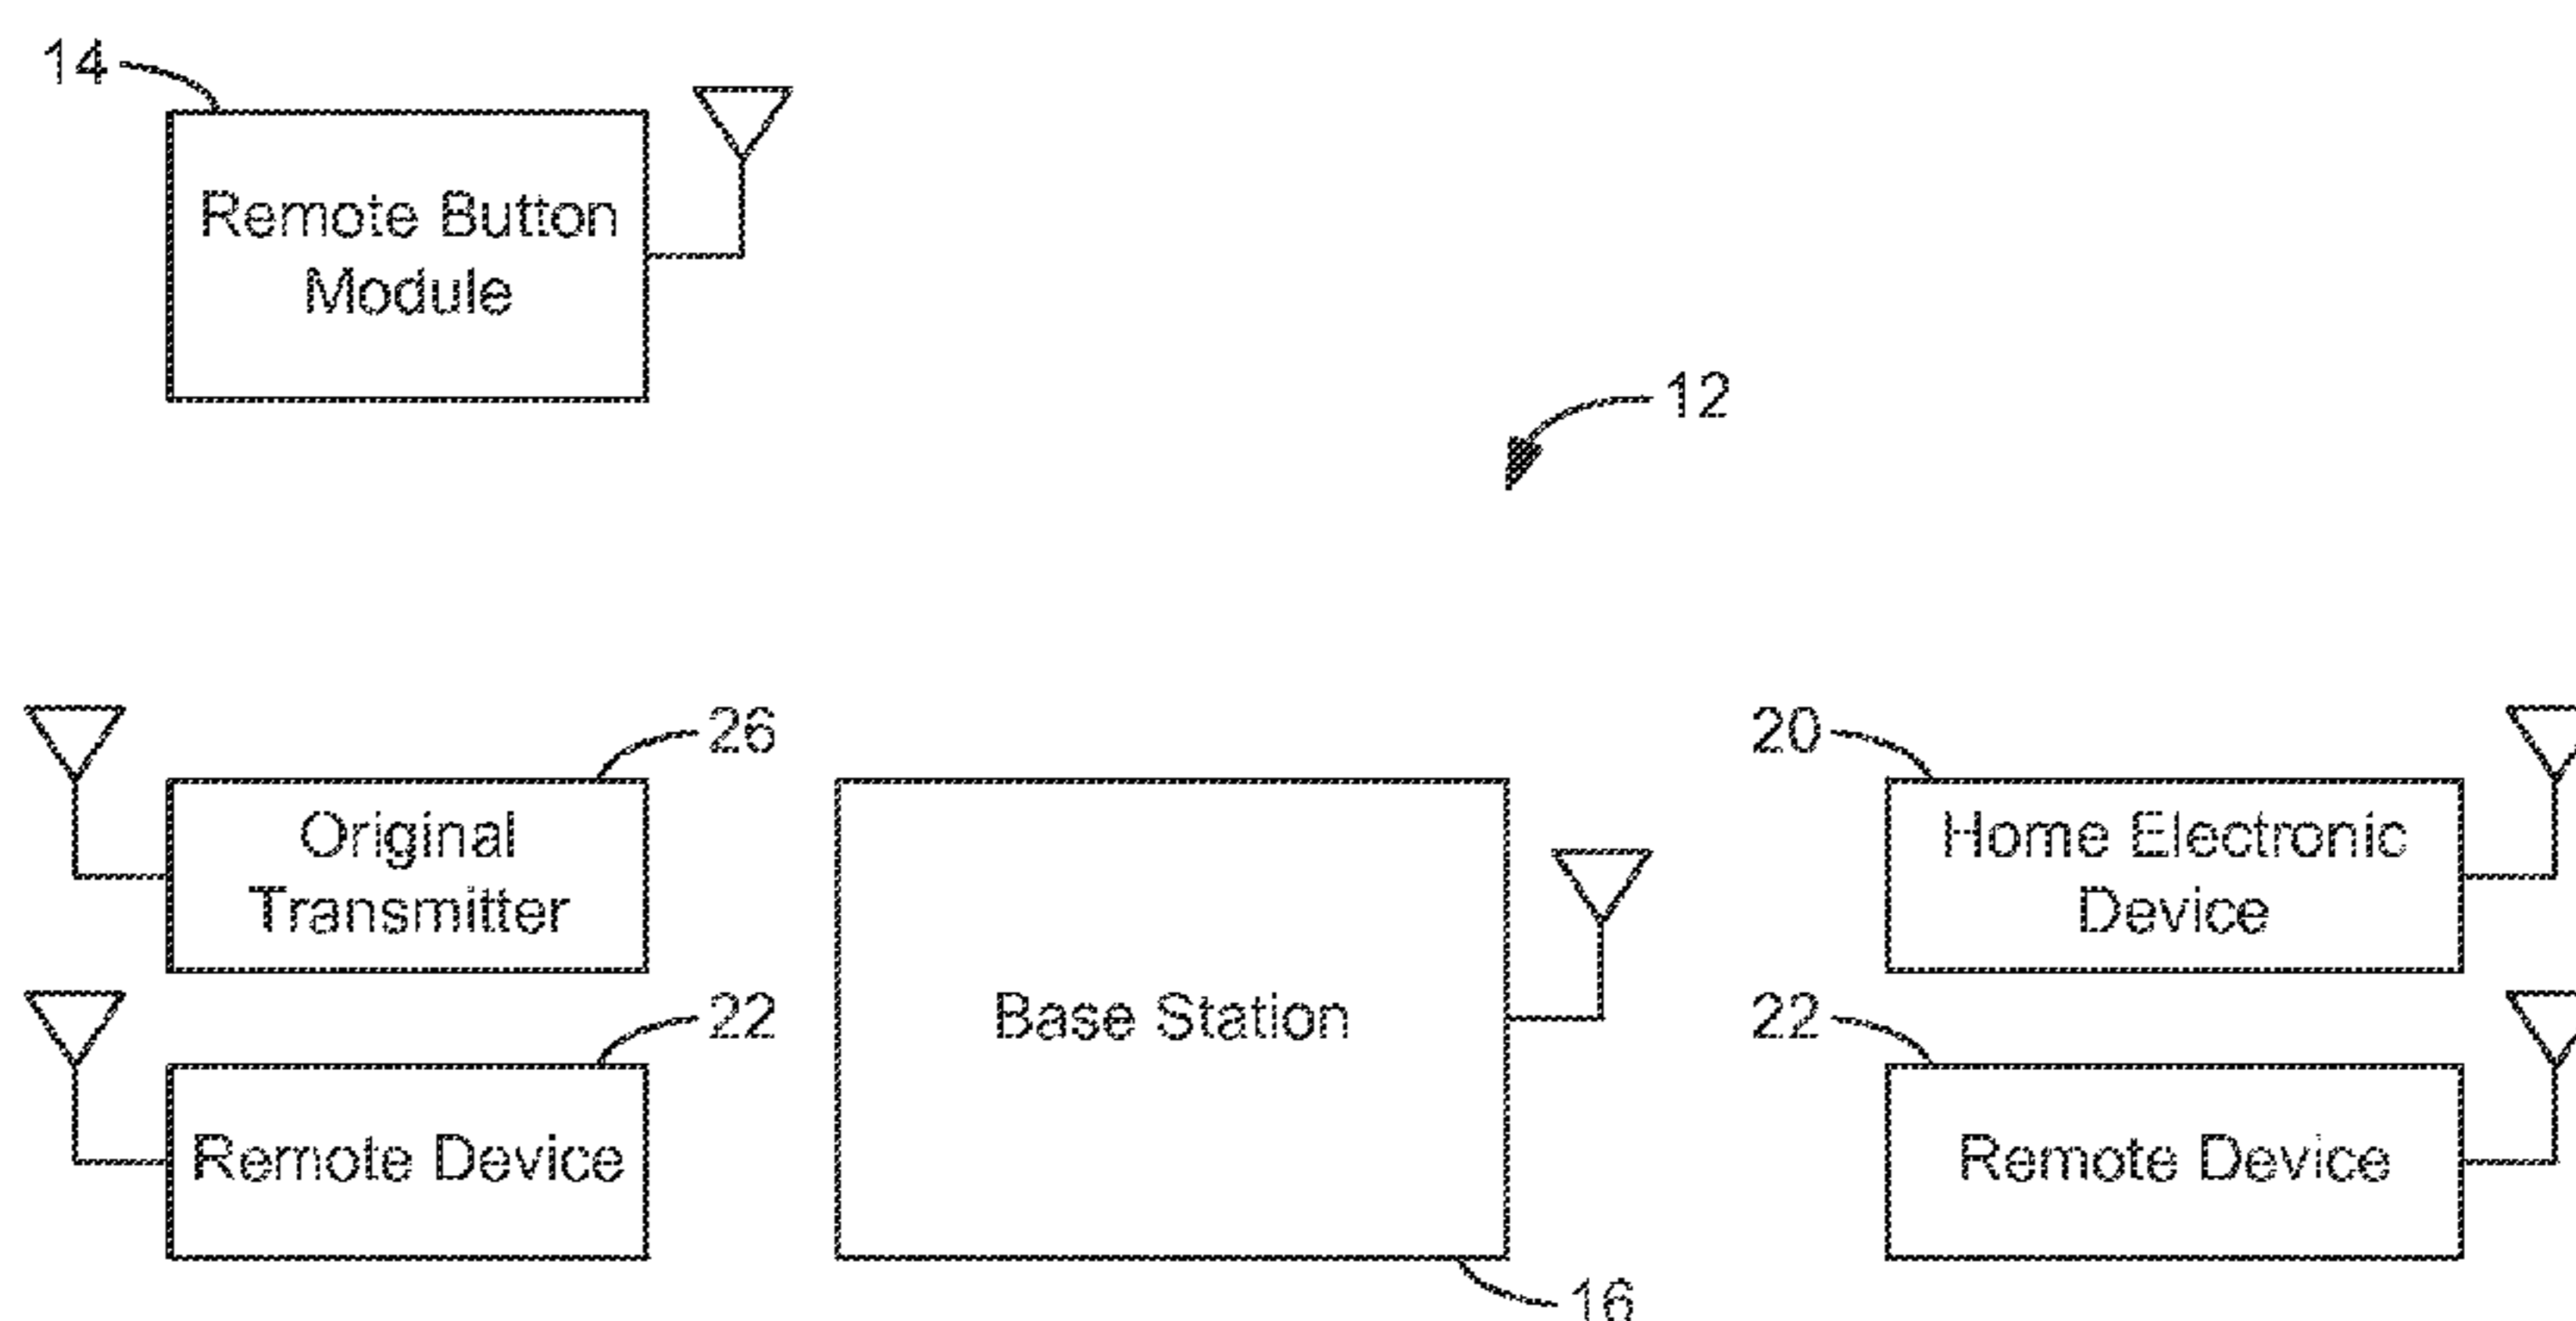 14
Remote Button
Module
12
26
Original
Transmitter
22
Remote Device
Base Station
16
20
Home Electronic
Device
22
Remote Device